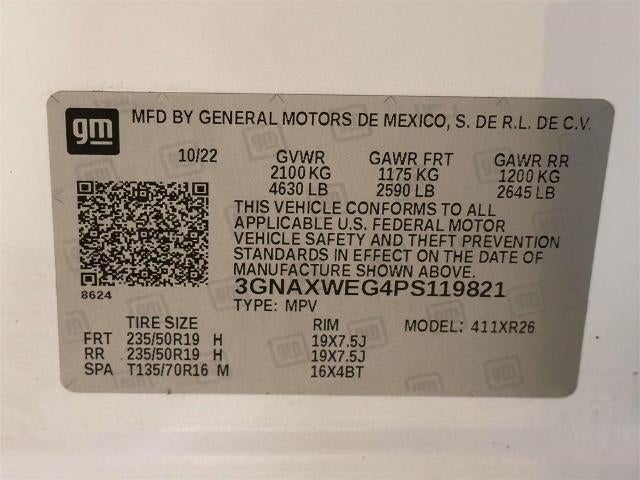 gm MFD BY GENERAL MOTORS DE MEXICO, S. DE R.L. DE C.V.
10/22 GVWR GAWR FRT GAWR RR
2100 KG 1175 KG 1200 KG
4630 LB 2590 LB 2645 LB
THIS VEHICLE CONFORMS TO ALL
APPLICABLE U.S. FEDERAL MOTOR
VEHICLE SAFETY AND THEFT PREVENTION
STANDARDS IN EFFECT ON THE DATE OF
MANUFACTURE SHOWN ABOVE.
8624 3GNAXWEG4PS119821
TYPE: MPV
TIRE SIZE RIM MODEL: 411XR26
FRT 235/50R19 H 19X7.5J
RR 235/50R19 H 19X7.5J
SPA T135/70R16 M 16X4BT